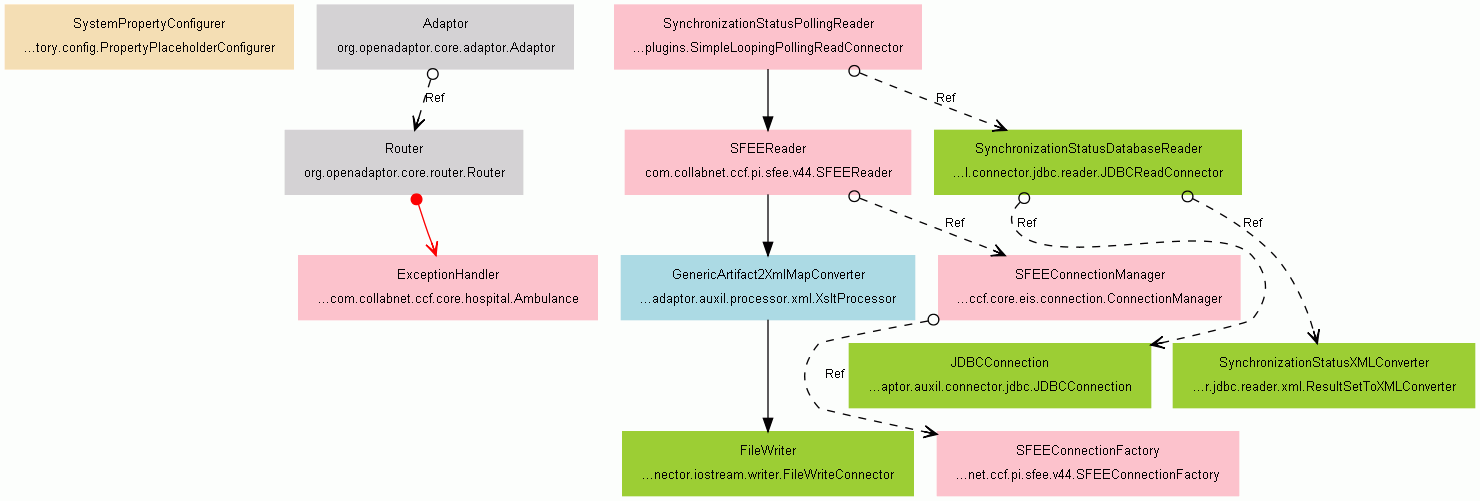 SystemPropertyConfigurer
...tory.config.PropertyPlaceholderConfigurer
Adaptor
org.openadaptor.core.adaptor.Adaptor
SynchronizationStatusPollingReader
...plugins.SimpleLoopingPollingReadConnector
Ref
Ref
Router
org.openadaptor.core.router.Router
SFEEReader
com.collabnet.ccf.pi.sfee.v44.SFEEReader
SynchronizationStatusDatabaseReader
...l.connector.jdbc.reader.JDBCReadConnector
Ref
Ref
Ref
ExceptionHandler
...com.collabnet.ccf.core.hospital.Ambulance
GenericArtifact2XmlMapConverter
...adaptor.auxil.processor.xml.XsltProcessor
SFEEConnectionManager
...ccf.core.eis.connection.ConnectionManager
Ref
JDBCConnection
...aptor.auxil.connector.jdbc.JDBCConnection
SynchronizationStatusXMLConverter
...r.jdbc.reader.xml.ResultSetToXMLConverter
FileWriter
...nector.iostream.writer.FileWriteConnector
SFEEConnectionFactory
...net.ccf.pi.sfee.v44.SFEEConnectionFactory